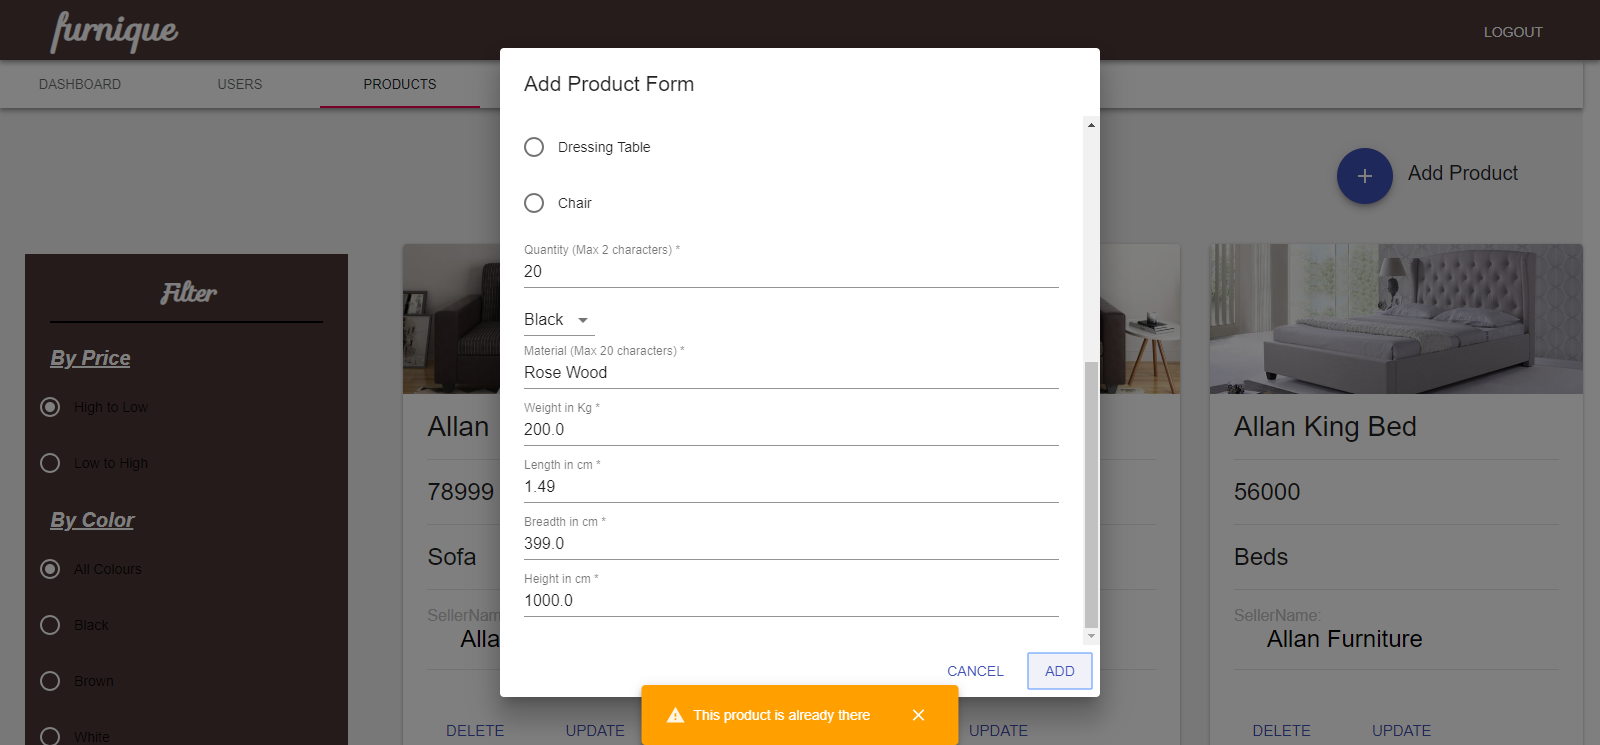 furnique
LOGOUT
DASHBOARD
USERS
PRODUCTS
Add Product
Filter
By Price
High to Low
Low to High
By Color
All Colours
Black
Brown
White
Add Product Form
Dressing Table
Chair
Quantity (Max 2 characters) *
20
Black
Material (Max 20 characters) *
Rose Wood
Weight in Kg *
200.0
Length in cm *
1.49
Breadth in cm *
399.0
Height in cm *
1000.0
CANCEL
ADD
This product is already there
Allan
78999
Sofa
SellerNam
Alla
DELETE
UPDATE
UPDATE
Allan King Bed
56000
Beds
SellerName:
Allan Furniture
DELETE
UPDATE